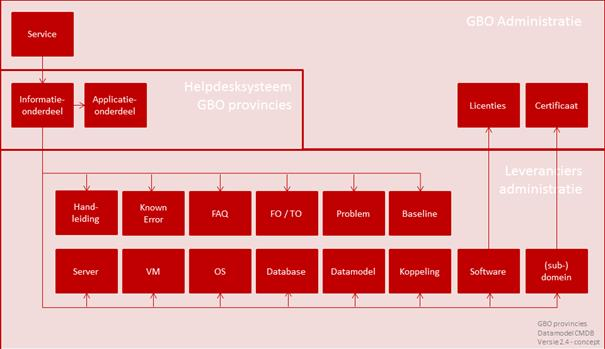 GBO Administratie
Service
Helpdesksysteem
GBO provincies
Informatie-
onderdeel
Applicatie-
onderdeel
Licenties
Certificaat
Leveranciers
administratie
Hand-
leiding
Known
Error
FAQ
FO / TO
Problem
Baseline
Server
VM
OS
Database
Datamodel
Koppeling
Software
(sub-)
domein
GBO provincies
Datamodel CMDB
Versie 2.4 - concept